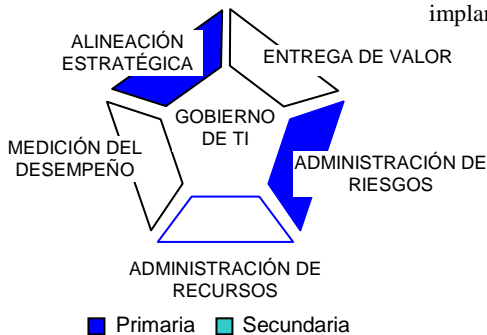 implan
ALINEACIÓN
ESTRATÉGICA
ENTREGA DE VALOR
GOBIERNO
DE TI
MEDICIÓN DEL
DESEMPEÑO
ADMINISTRACIÓN DE
RIESGOS
ADMINISTRACIÓN DE
RECURSOS
Primaria Secundaria